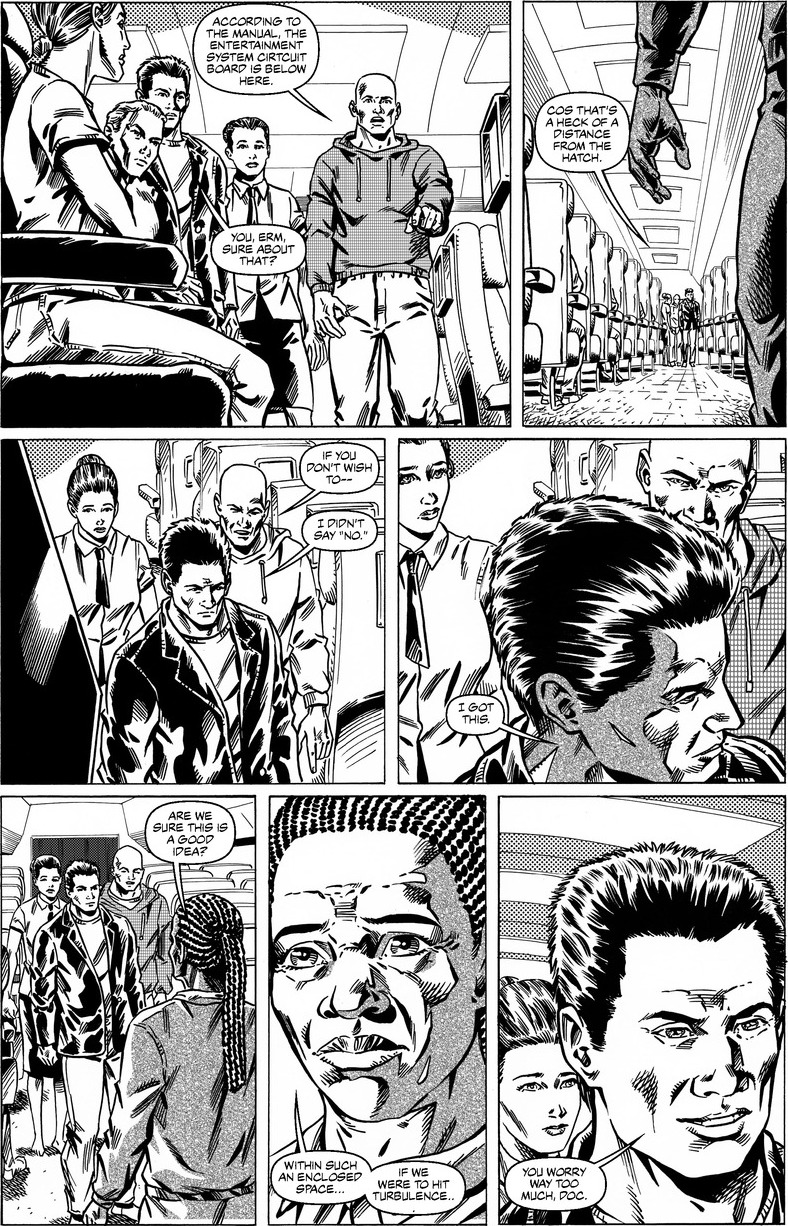 ACCORDING TO
THE MANUAL, THE
ENTERTAINMENT
SYSTEM CIRTCUIT
BOARD IS BELOW
HERE.
YOU, ERM,
SURE ABOUT
THAT?
COS THAT'S
A HECK OF A
DISTANCE
FROM THE
HATCH.
IF YOU
DON'T WISH
TO--
I DIDN'T
SAY "NO."
I GOT
THIS.
ARE WE
SURE THIS IS
A GOOD
IDEA?
WITHIN SUCH
AN ENCLOSED
SPACE...
IF WE
WERE TO HIT
TURBULENCE..
YOU WORRY
WAY TOO
MUCH, DOC.